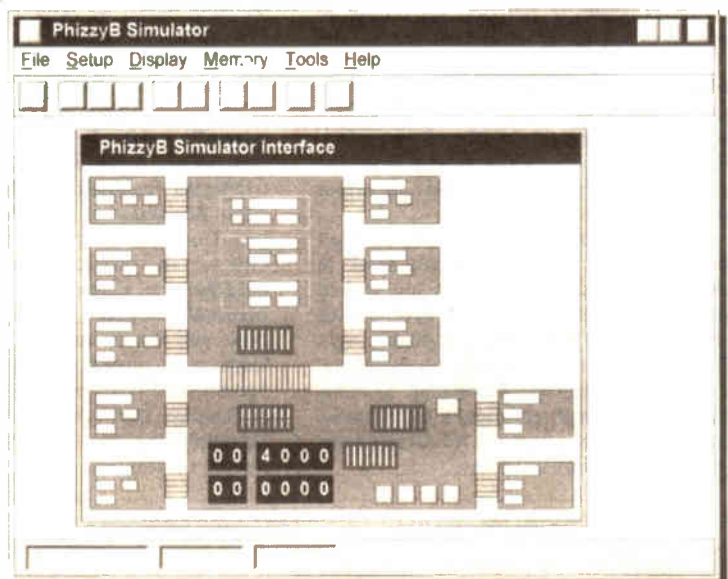 PhizzyB Simulator
File Setup Display Memory Tools Help
PhizzyB Simulator Interface
0 0 4 0 0 0
0 0 0 0 0 0